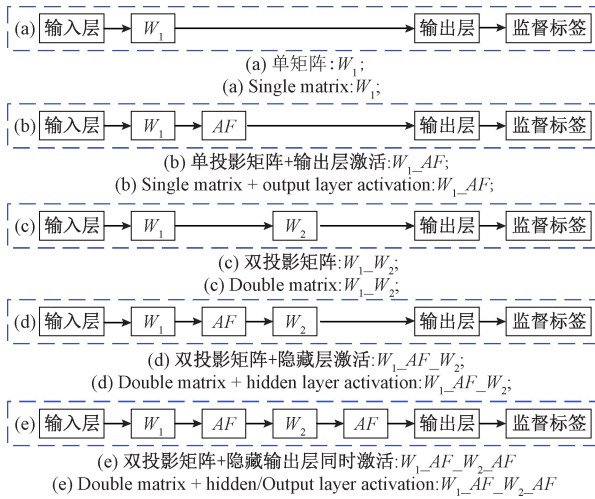 (a) 输入层 W1 输出层 监督标签
(a) 单矩阵:W1;
(a) Single matrix:W1;
(b) 输入层 W1 AF 输出层 监督标签
(b) 单投影矩阵+输出层激活:W1_AF;
(b) Single matrix + output layer activation:W1_AF;
(c) 输入层 W1 W2 输出层 监督标签
(c) 双投影矩阵:W1_W2;
(c) Double matrix:W1_W2;
(d) 输入层 W1 AF W2 输出层 监督标签
(d) 双投影矩阵+隐藏层激活:W1_AF_W2;
(d) Double matrix + hidden layer activation:W1_AF_W2;
(e) 输入层 W1 AF W2 AF 输出层 监督标签
(e) 双投影矩阵+隐藏输出层同时激活:W1_AF_W2_AF
(e) Double matrix + hidden/Output layer activation:W1_AF_W2_AF